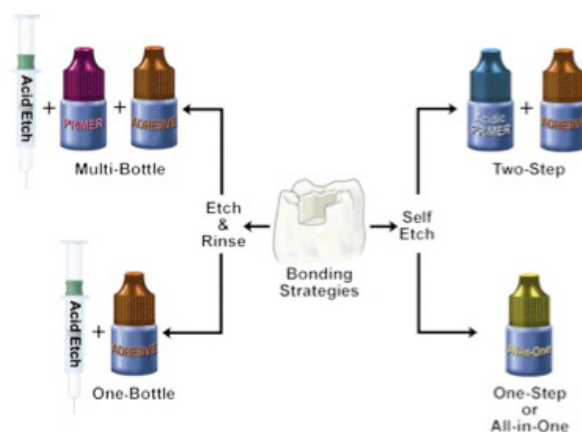 Acid Etch
+
PRIMER
+
ADHESIVE
Multi-Bottle
Acidic
PRIMER
+
ADHESIVE
Two-Step
Etch
&
Rinse
Bonding
Strategies
Self
Etch
Acid Etch
+
ADHESIVE
One-Bottle
All-in-One
One-Step
or
All-in-One